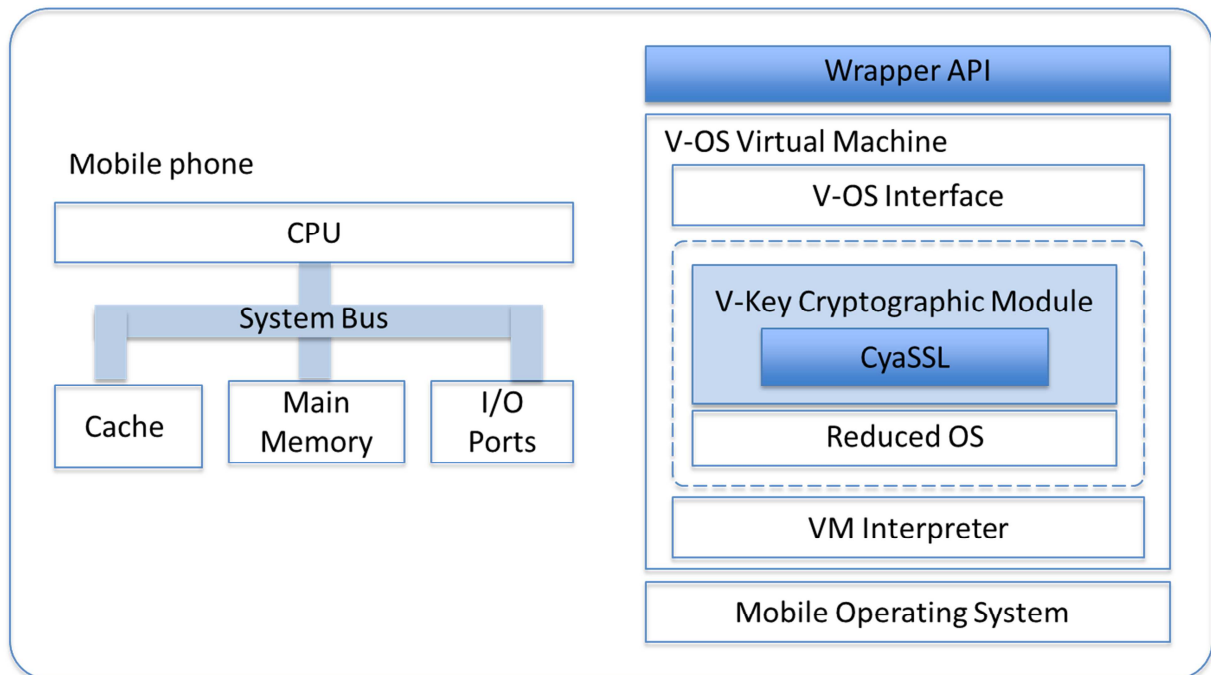 Mobile phone
CPU
System Bus
Cache
Main
Memory
I/O
Ports
Wrapper API
V-OS Virtual Machine
V-OS Interface
V-Key Cryptographic Module
CyaSSL
Reduced OS
VM Interpreter
Mobile Operating System